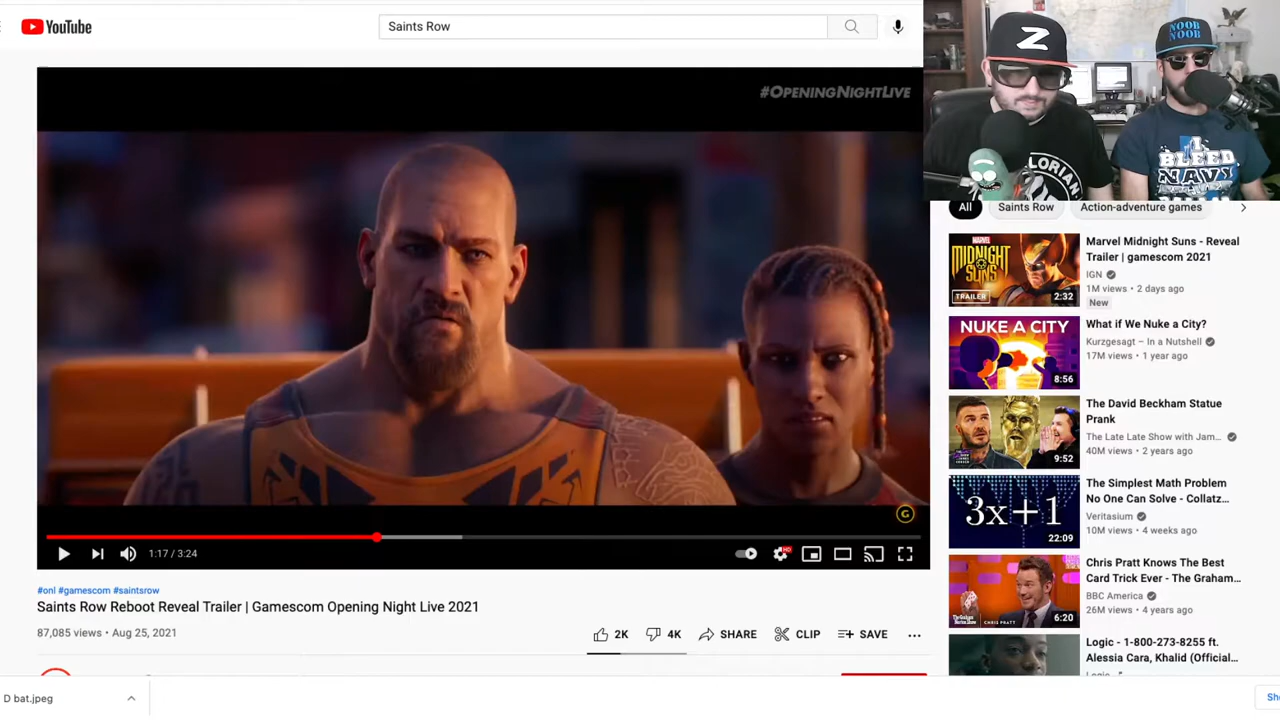 YouTube
Saints Row
#OPENINGNIGHTLIVE
Z
NOOB
NOOB
LORIAN
I
BLEED
NAVY
All
Saints Row
Action-adventure games
MARVEL
MIDNIGHT
SUNS
TRAILER
2:32
Marvel Midnight Suns - Reveal
Trailer | gamescom 2021
IGN
1M views • 2 days ago
New
NUKE A CITY
8:56
What if We Nuke a City?
Kurzgesagt – In a Nutshell
17M views • 1 year ago
9:52
The David Beckham Statue
Prank
The Late Late Show with Jam...
40M views • 2 years ago
3x+1
22:09
The Simplest Math Problem
No One Can Solve - Collatz...
Veritasium
10M views • 4 weeks ago
CHRIS PRATT
6:20
Chris Pratt Knows The Best
Card Trick Ever - The Graham...
BBC America
26M views • 4 years ago
Logic - 1-800-273-8255 ft.
Alessia Cara, Khalid (Official...
G
1:17 / 3:24
HD
#onl #gamescom #saintsrow
Saints Row Reboot Reveal Trailer | Gamescom Opening Night Live 2021
87,085 views • Aug 25, 2021
2K
4K
SHARE
CLIP
SAVE
D bat.jpeg